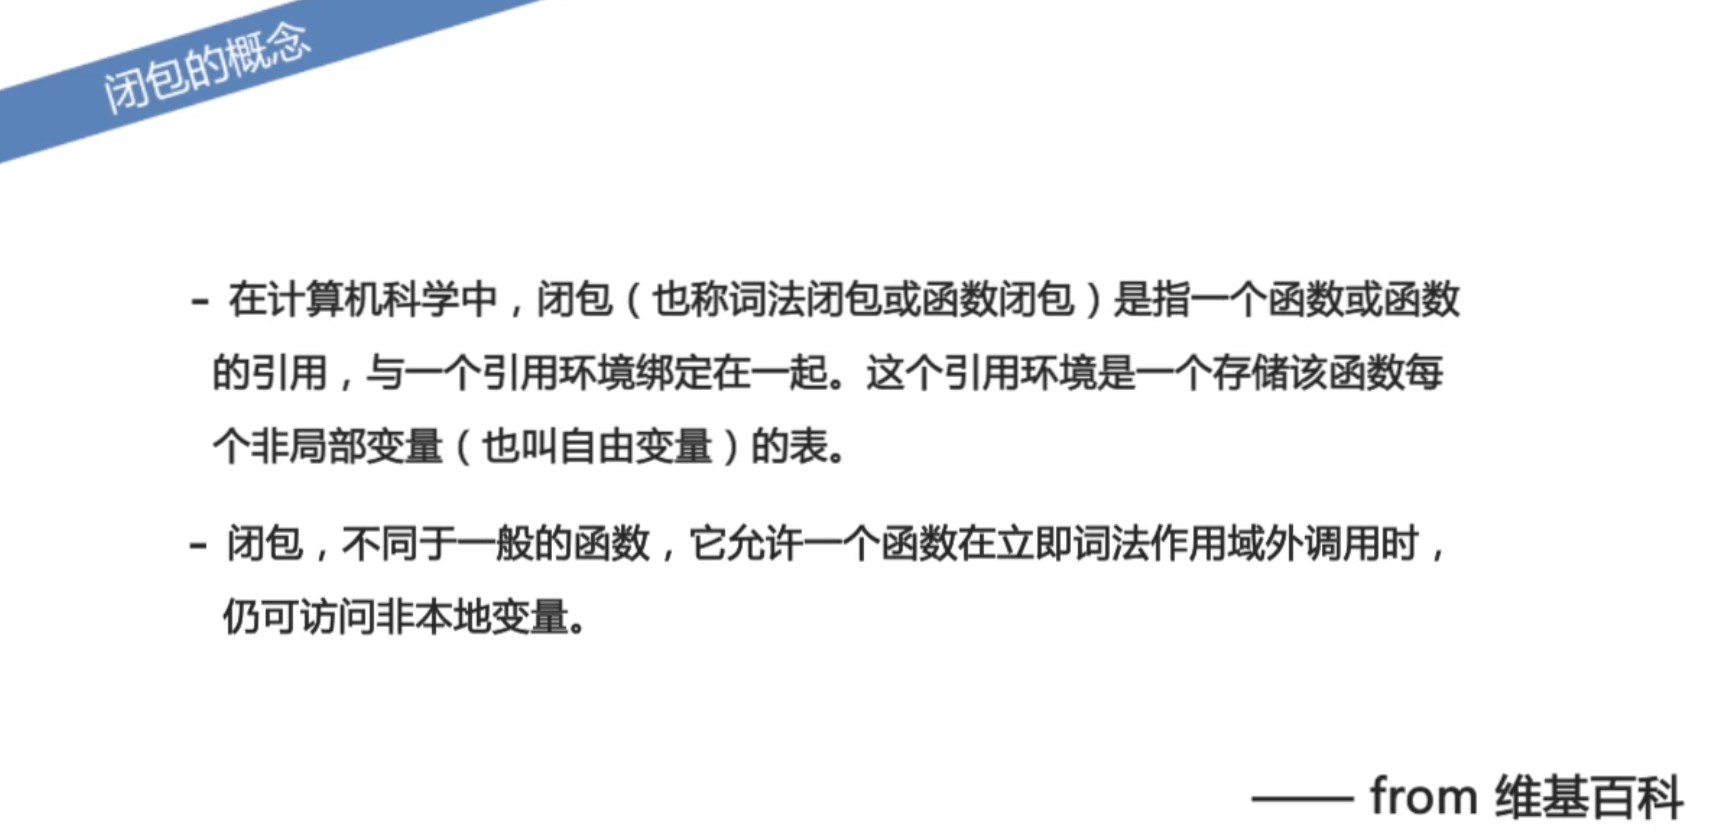 闭包的概念
– 在计算机科学中，闭包（也称词法闭包或函数闭包）是指一个函数或函数
的引用，与一个引用环境绑定在一起。这个引用环境是一个存储该函数每
个非局部变量（也叫自由变量）的表。
– 闭包，不同于一般的函数，它允许一个函数在立即词法作用域外调用时，
仍可访问非本地变量。
—— from 维基百科